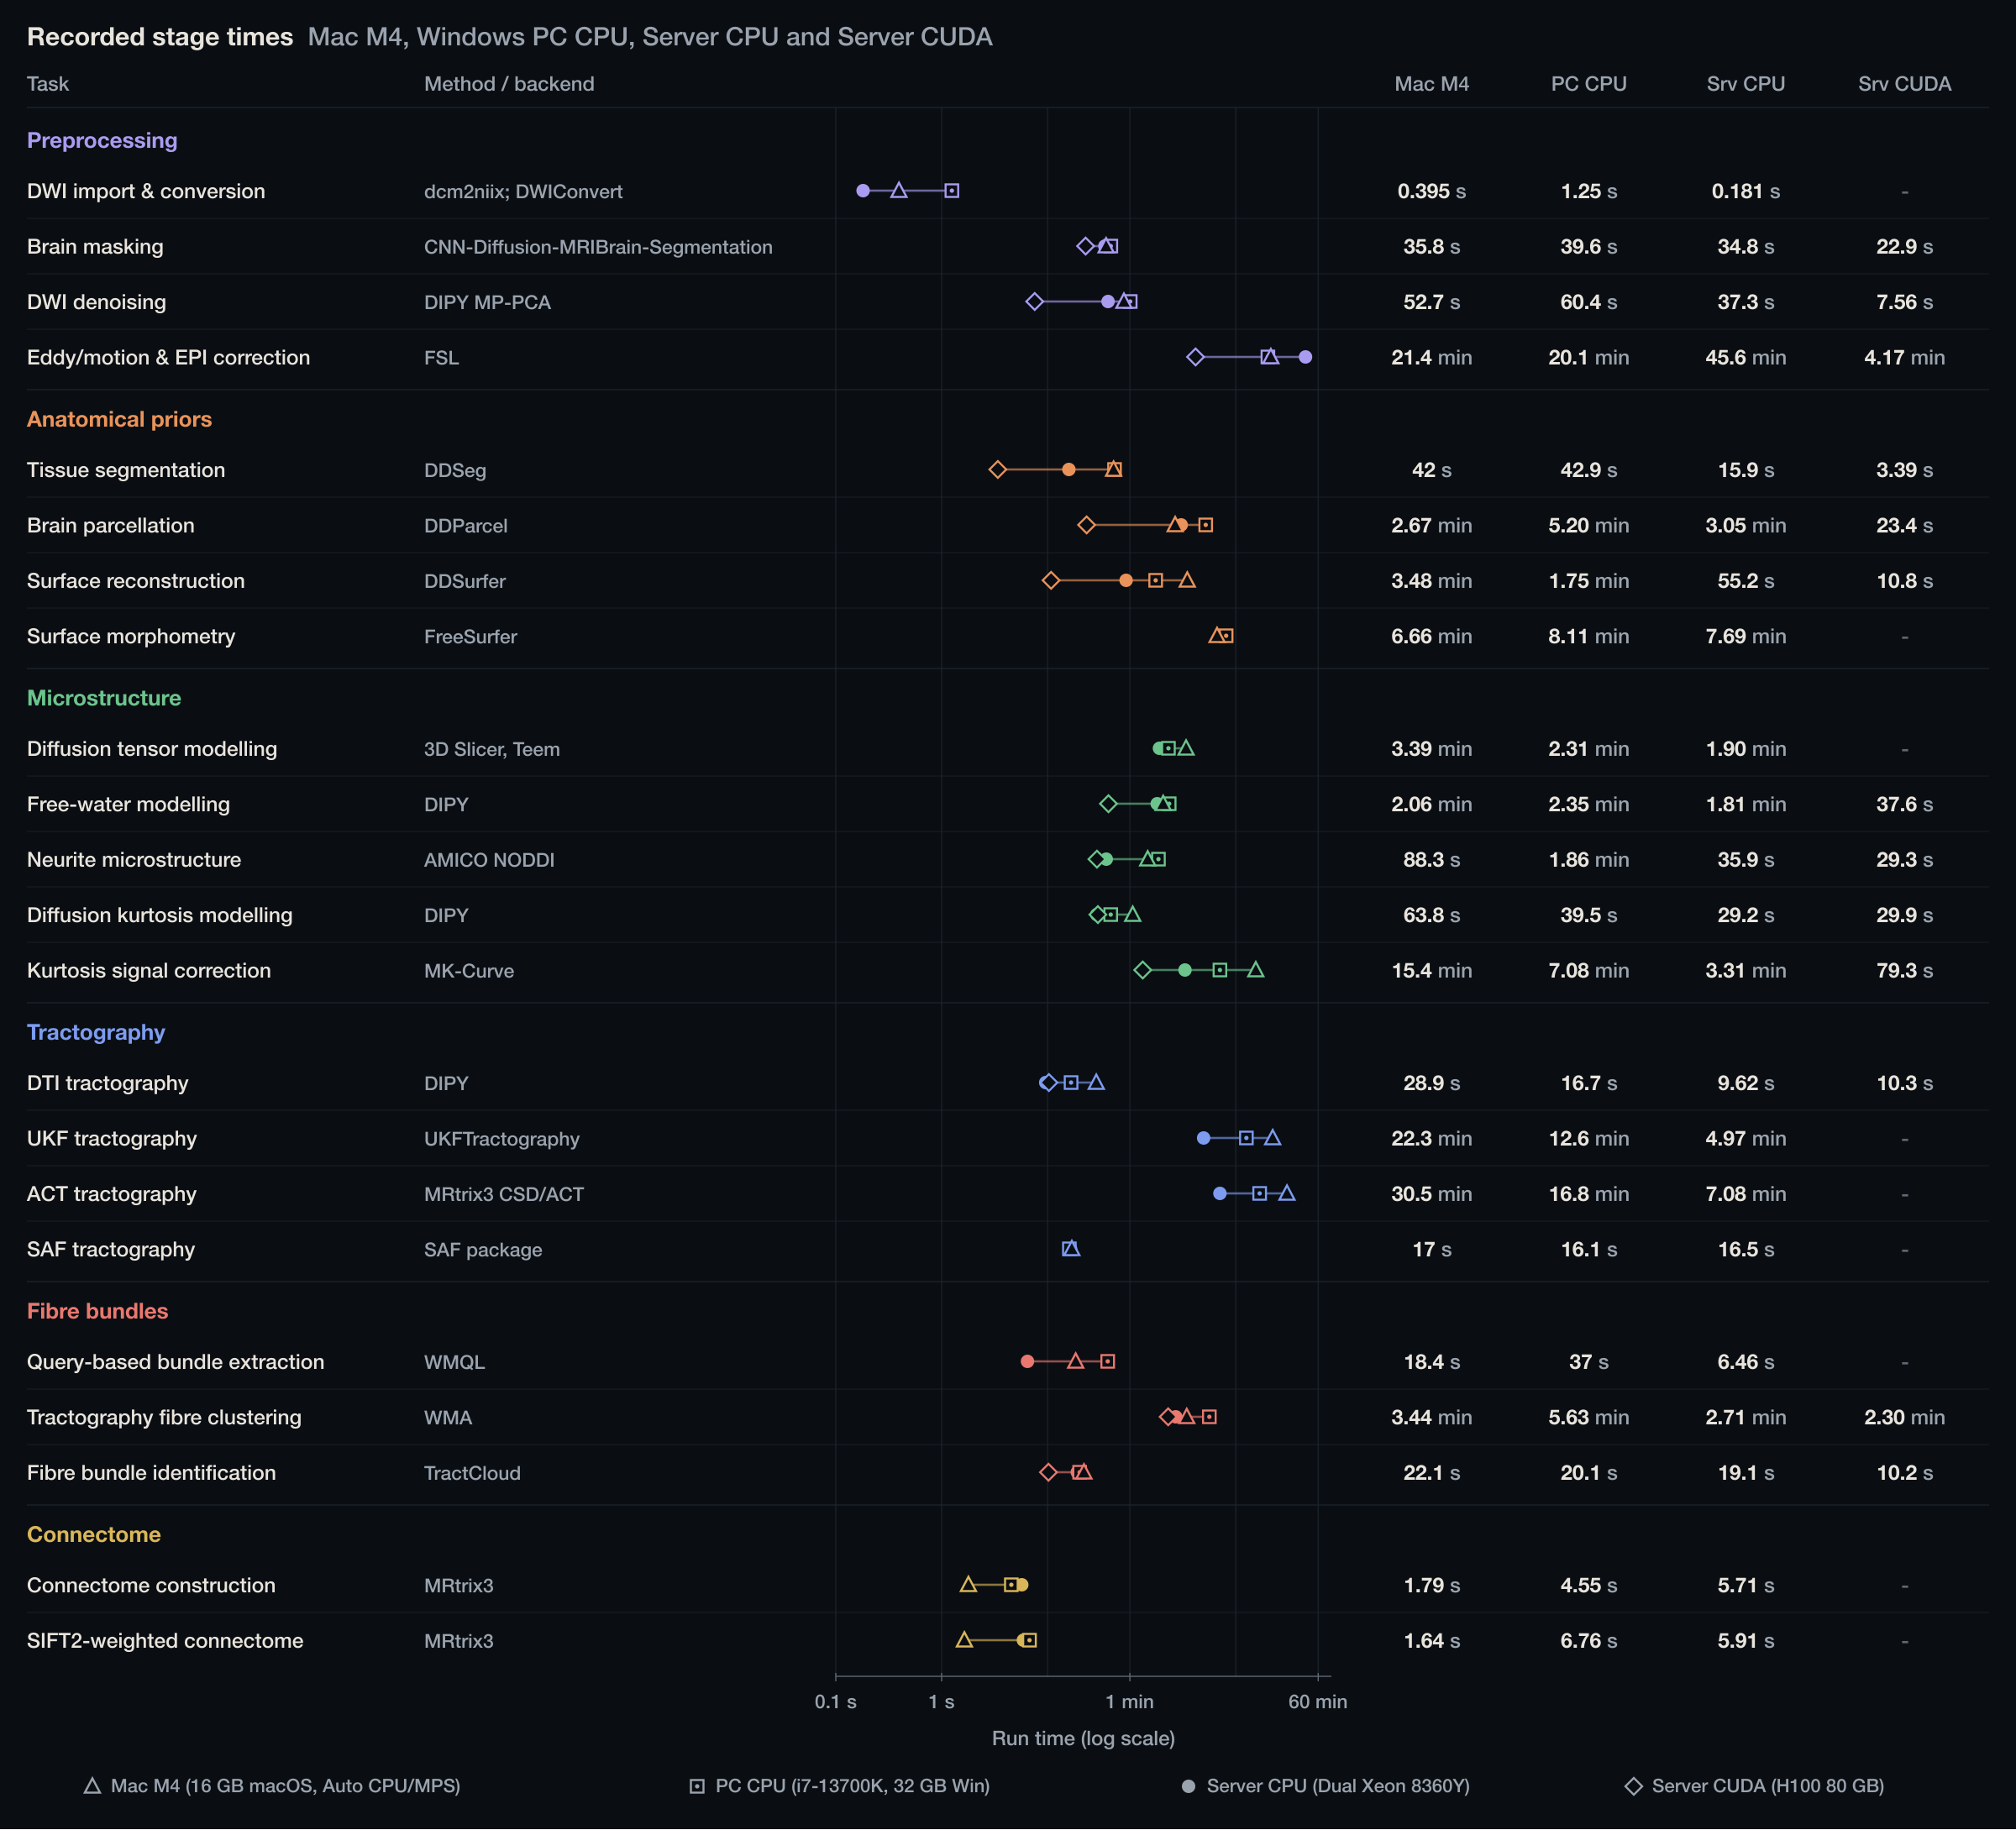 Recorded stage times Mac M4, Windows PC CPU, Server CPU and Server CUDA
Task Method / backend Mac M4 PC CPU Srv CPU Srv CUDA
Preprocessing
DWI import & conversion dcm2niix; DWIConvert 0.395 s 1.25 s 0.181 s -
Brain masking CNN-Diffusion-MRIBrain-Segmentation 35.8 s 39.6 s 34.8 s 22.9 s
DWI denoising DIPY MP-PCA 52.7 s 60.4 s 37.3 s 7.56 s
Eddy/motion & EPI correction FSL 21.4 min 20.1 min 45.6 min 4.17 min
Anatomical priors
Tissue segmentation DDSeg 42 s 42.9 s 15.9 s 3.39 s
Brain parcellation DDParcel 2.67 min 5.20 min 3.05 min 23.4 s
Surface reconstruction DDSurfer 3.48 min 1.75 min 55.2 s 10.8 s
Surface morphometry FreeSurfer 6.66 min 8.11 min 7.69 min -
Microstructure
Diffusion tensor modelling 3D Slicer, Teem 3.39 min 2.31 min 1.90 min -
Free-water modelling DIPY 2.06 min 2.35 min 1.81 min 37.6 s
Neurite microstructure AMICO NODDI 88.3 s 1.86 min 35.9 s 29.3 s
Diffusion kurtosis modelling DIPY 63.8 s 39.5 s 29.2 s 29.9 s
Kurtosis signal correction MK-Curve 15.4 min 7.08 min 3.31 min 79.3 s
Tractography
DTI tractography DIPY 28.9 s 16.7 s 9.62 s 10.3 s
UKF tractography UKFTractography 22.3 min 12.6 min 4.97 min -
ACT tractography MRtrix3 CSD/ACT 30.5 min 16.8 min 7.08 min -
SAF tractography SAF package 17 s 16.1 s 16.5 s -
Fibre bundles
Query-based bundle extraction WMQL 18.4 s 37 s 6.46 s -
Tractography fibre clustering WMA 3.44 min 5.63 min 2.71 min 2.30 min
Fibre bundle identification TractCloud 22.1 s 20.1 s 19.1 s 10.2 s
Connectome
Connectome construction MRtrix3 1.79 s 4.55 s 5.71 s -
SIFT2-weighted connectome MRtrix3 1.64 s 6.76 s 5.91 s -
0.1 s 1 s 1 min 60 min
Run time (log scale)
Mac M4 (16 GB macOS, Auto CPU/MPS) PC CPU (i7-13700K, 32 GB Win) Server CPU (Dual Xeon 8360Y) Server CUDA (H100 80 GB)